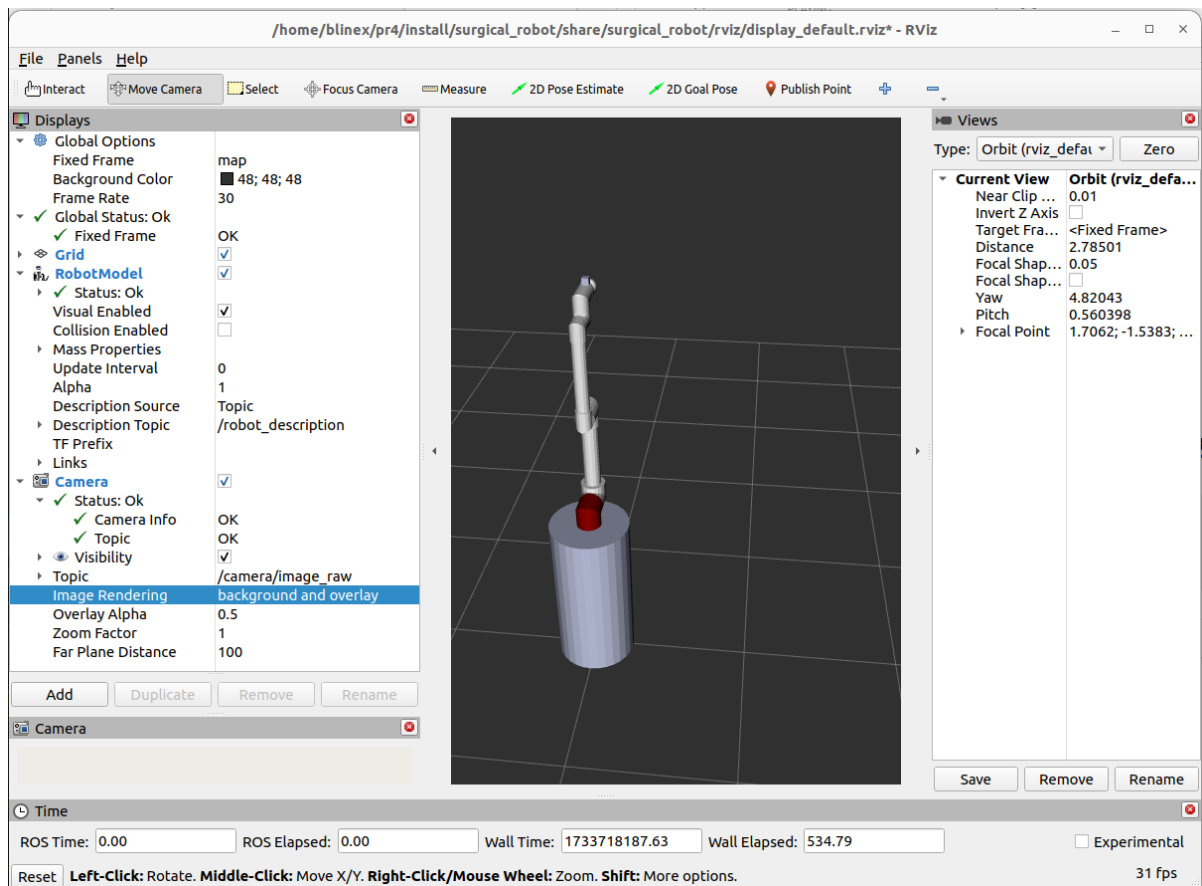 /home/blinex/pr4/install/surgical_robot/share/surgical_robot/rviz/display_default.rviz* - RViz
File Panels Help
Interact Move Camera Select Focus Camera Measure 2D Pose Estimate 2D Goal Pose Publish Point
Displays
Global Options
Fixed Frame map
Background Color 48; 48; 48
Frame Rate 30
Global Status: Ok
Fixed Frame OK
Grid
RobotModel
Status: Ok
Visual Enabled
Collision Enabled
Mass Properties
Update Interval 0
Alpha 1
Description Source Topic
Description Topic /robot_description
TF Prefix
Links
Camera
Status: Ok
Camera Info OK
Topic OK
Visibility
Topic /camera/image_raw
Image Rendering background and overlay
Overlay Alpha 0.5
Zoom Factor 1
Far Plane Distance 100
Add Duplicate Remove Rename
Camera
Views
Type: Orbit (rviz_defau Zero
Current View Orbit (rviz_defa...
Near Clip ... 0.01
Invert Z Axis
Target Fra... <Fixed Frame>
Distance 2.78501
Focal Shap... 0.05
Focal Shap...
Yaw 4.82043
Pitch 0.560398
Focal Point 1.7062; -1.5383; ...
Save Remove Rename
Time
ROS Time: 0.00 ROS Elapsed: 0.00 Wall Time: 1733718187.63 Wall Elapsed: 534.79 Experimental
Reset Left-Click: Rotate. Middle-Click: Move X/Y. Right-Click/Mouse Wheel: Zoom. Shift: More options. 31 fps